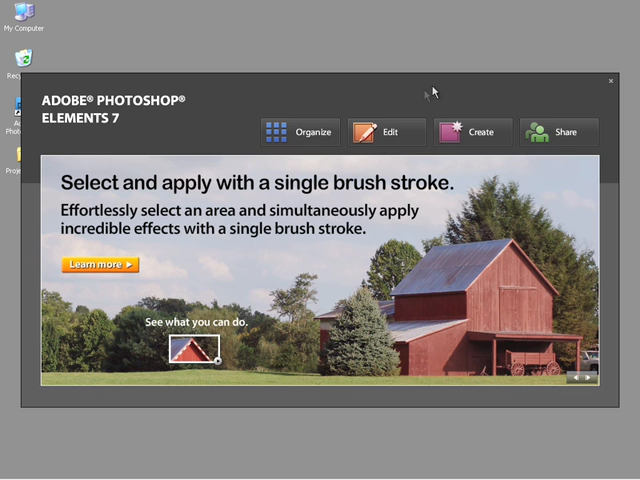 My Computer
ADOBE® PHOTOSHOP®
ELEMENTS 7
Organize
Edit
Create
Share
Select and apply with a single brush stroke.
Effortlessly select an area and simultaneously apply
incredible effects with a single brush stroke.
Learn more
See what you can do.